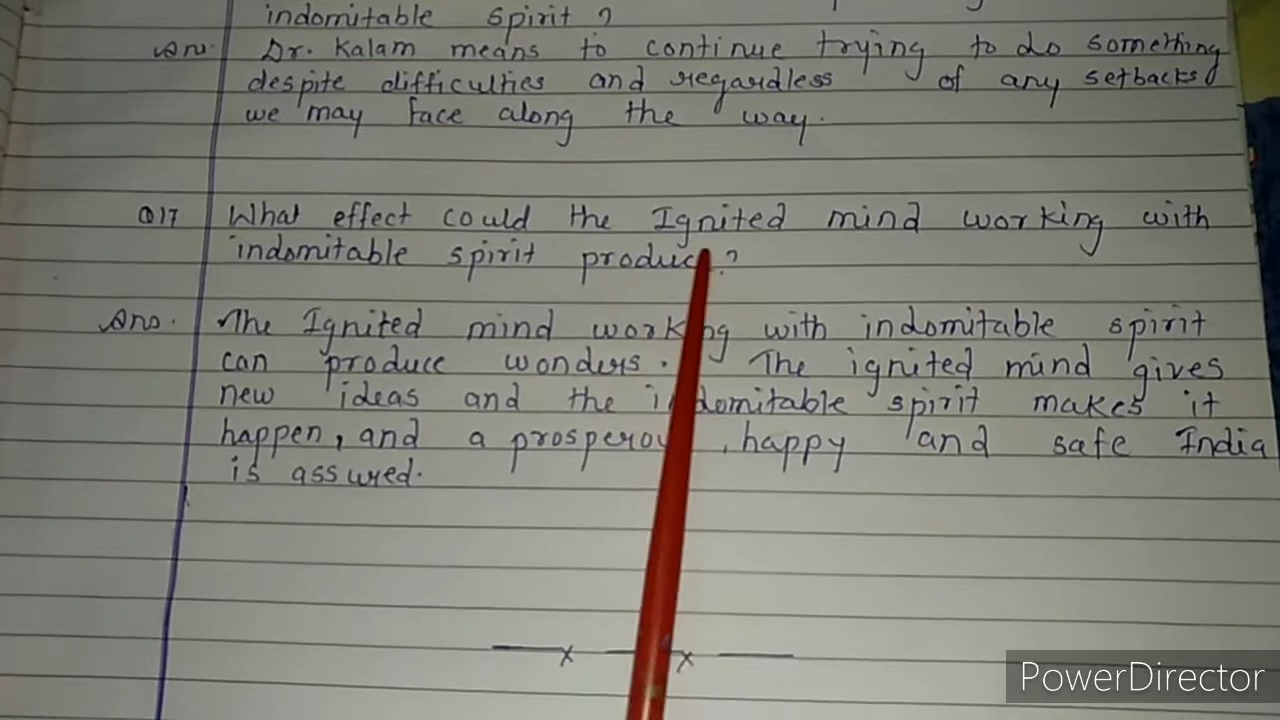 indomitable spirit ?
Ans. Dr. Kalam means to continue trying to do something
despite difficulties and regardless of any setbacks
we may face along the way.
Q17 What effect could the Ignited mind working with
indomitable spirit produce ?
Ans. The Ignited mind working with indomitable spirit
can produce wonders. The ignited mind gives
new ideas and the indomitable spirit makes it
happen, and a prosperous, happy and safe India
is assured.
PowerDirector